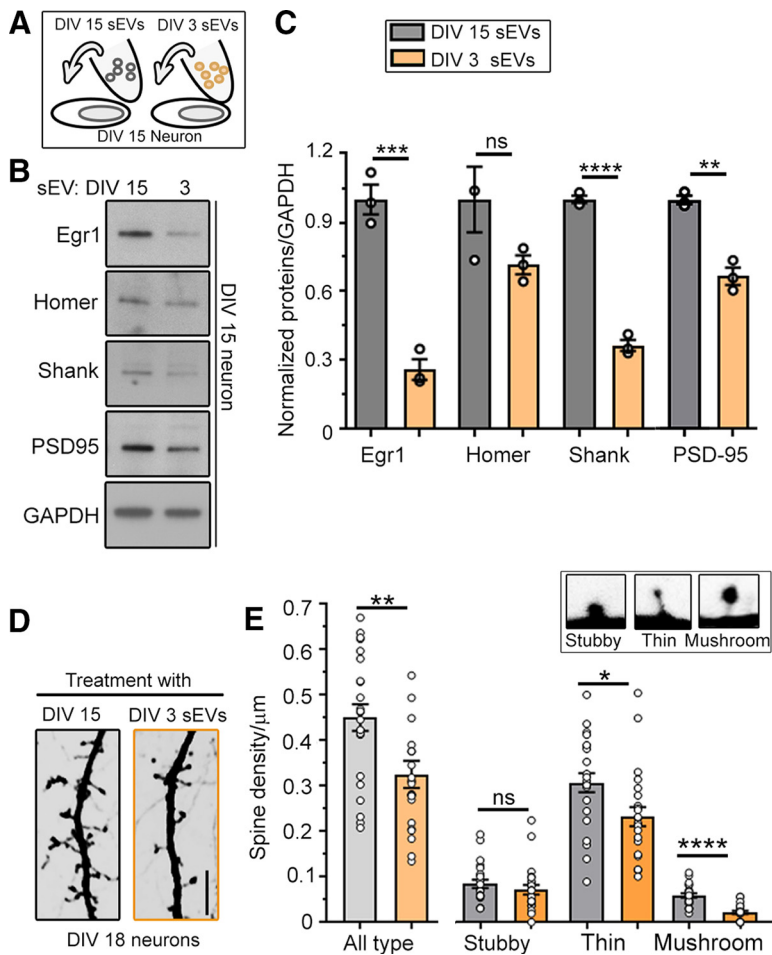 A
DIV 15 sEVs DIV 3 sEVs
DIV 15 Neuron
B
sEV: DIV 15 3
Egr1
Homer
Shank
PSD95
GAPDH
DIV 15 neuron
C
DIV 15 sEVs
DIV 3 sEVs
Normalized proteins/GAPDH
1.2
0.9
0.6
0.3
0
***
ns
****
**
Egr1 Homer Shank PSD-95
D
Treatment with
DIV 15 DIV 3 sEVs
DIV 18 neurons
E
Stubby Thin Mushroom
Spine density/μm
0.7
0.6
0.5
0.4
0.3
0.2
0.1
0
**
ns
*
****
All type Stubby Thin Mushroom